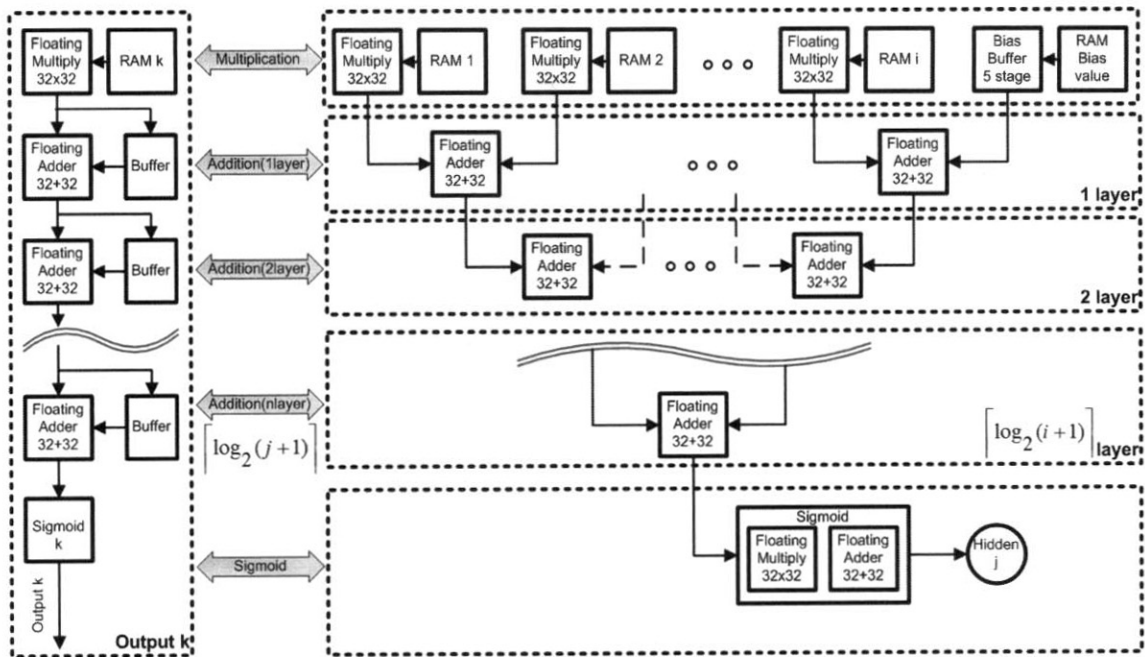 Floating
Multiply
32x32
RAM k
Floating
Adder
32+32
Buffer
Floating
Adder
32+32
Buffer
Floating
Adder
32+32
Buffer
Sigmoid
k
Output k
Output k
Multiplication
Addition(1layer)
Addition(2layer)
Addition(nlayer)
⌈log₂(j+1)⌉
Sigmoid
Floating
Multiply
32x32
RAM 1
Floating
Multiply
32x32
RAM 2
Floating
Multiply
32x32
RAM i
Bias
Buffer
5 stage
RAM
Bias
value
Floating
Adder
32+32
Floating
Adder
32+32
1 layer
Floating
Adder
32+32
Floating
Adder
32+32
2 layer
Floating
Adder
32+32
⌈log₂(i+1)⌉ layer
Sigmoid
Floating
Multiply
32x32
Floating
Adder
32+32
Hidden
j